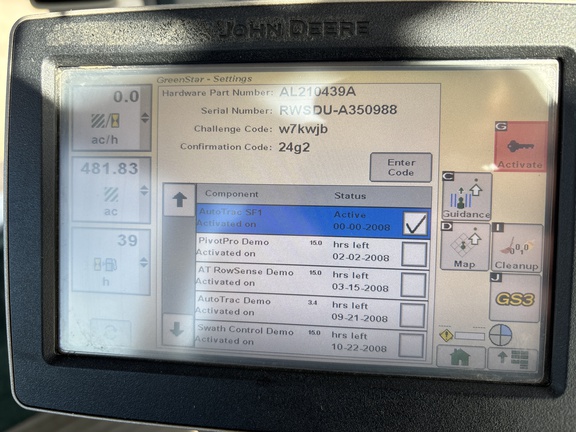 JOHN DEERE
GreenStar - Settings
Hardware Part Number: AL210439A
Serial Number: RWSDU-A350988
Challenge Code: w7kwjb
Confirmation Code: 24g2
Enter Code
0.0
ac/h
481.83
ac
39
h
Component Status
AutoTrac SF1 Active
Activated on 00-00-2008
PivotPro Demo 15.0 hrs left
Activated on 02-02-2008
AT RowSense Demo 15.0 hrs left
Activated on 03-15-2008
AutoTrac Demo 3.4 hrs left
Activated on 09-21-2008
Swath Control Demo 15.0 hrs left
Activated on 10-22-2008
G
Activate
C
Guidance
D
Map
I
Cleanup
J
GS3